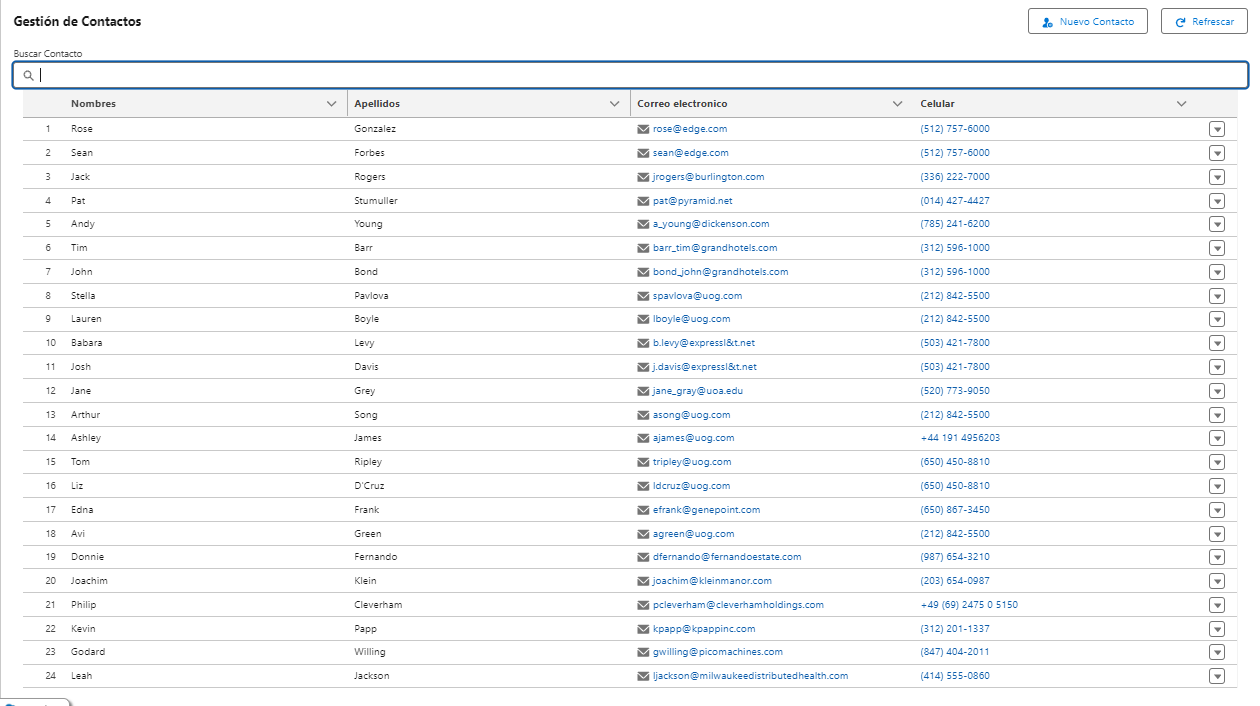 Gestión de Contactos Nuevo Contacto Refrescar
Buscar Contacto
Nombres Apellidos Correo electronico Celular
1 Rose Gonzalez rose@edge.com (512) 757-6000
2 Sean Forbes sean@edge.com (512) 757-6000
3 Jack Rogers jrogers@burlington.com (336) 222-7000
4 Pat Stumuller pat@pyramid.net (014) 427-4427
5 Andy Young a_young@dickenson.com (785) 241-6200
6 Tim Barr barr_tim@grandhotels.com (312) 596-1000
7 John Bond bond_john@grandhotels.com (312) 596-1000
8 Stella Pavlova spavlova@uog.com (212) 842-5500
9 Lauren Boyle lboyle@uog.com (212) 842-5500
10 Babara Levy b.levy@expressl&t.net (503) 421-7800
11 Josh Davis j.davis@expressl&t.net (503) 421-7800
12 Jane Grey jane_gray@uoa.edu (520) 773-9050
13 Arthur Song asong@uog.com (212) 842-5500
14 Ashley James ajames@uog.com +44 191 4956203
15 Tom Ripley tripley@uog.com (650) 450-8810
16 Liz D'Cruz ldcruz@uog.com (650) 450-8810
17 Edna Frank efrank@genepoint.com (650) 867-3450
18 Avi Green agreen@uog.com (212) 842-5500
19 Donnie Fernando dfernando@fernandoestate.com (987) 654-3210
20 Joachim Klein joachim@kleinmanor.com (203) 654-0987
21 Philip Cleverham pcleverham@cleverhamholdings.com +49 (69) 2475 0 5150
22 Kevin Papp kpapp@kpappinc.com (312) 201-1337
23 Godard Willing gwilling@picomachines.com (847) 404-2011
24 Leah Jackson ljackson@milwaukeedistributedhealth.com (414) 555-0860